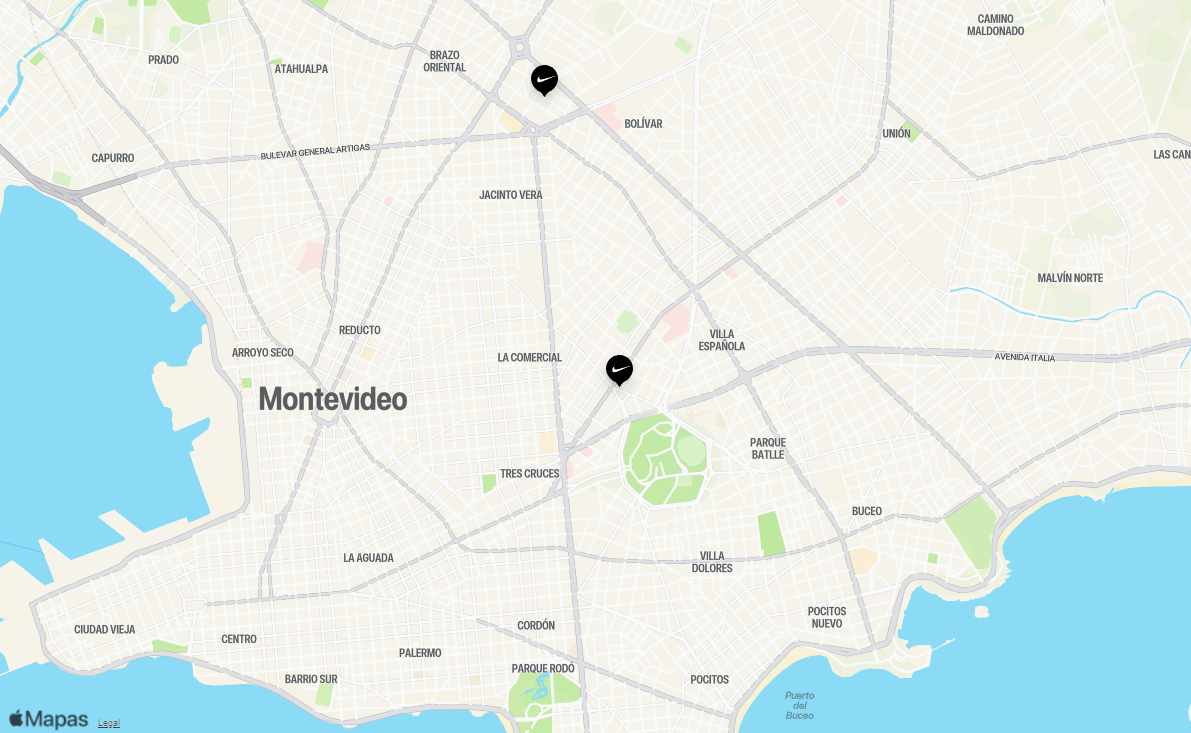 CAMINO
MALDONADO
PRADO
BRAZO
ORIENTAL
ATAHUALPA
BOLÍVAR
UNIÓN
BULEVAR GENERAL ARTIGAS
CAPURRO
LAS CAN
JACINTO VERA
MALVÍN NORTE
REDUCTO
VILLA
ESPAÑOLA
ARROYO SECO
LA COMERCIAL
AVENIDA ITALIA
Montevideo
PARQUE
BATLLE
TRES CRUCES
BUCEO
LA AGUADA
VILLA
DOLORES
POCITOS
NUEVO
CIUDAD VIEJA
CENTRO
CORDÓN
PALERMO
PARQUE RODÓ
BARRIO SUR
POCITOS
Puerto
del
Buceo
Mapas
Legal